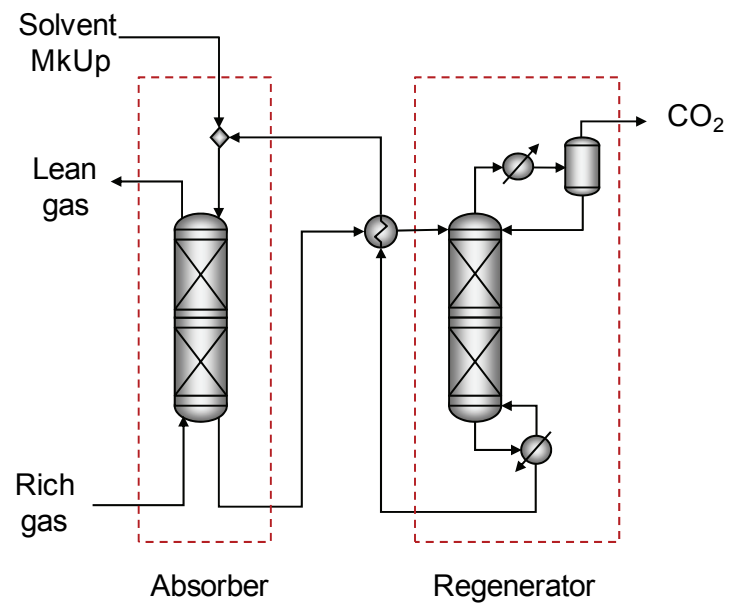 Solvent
MkUp
CO₂
Lean
gas
Rich
gas
Absorber
Regenerator